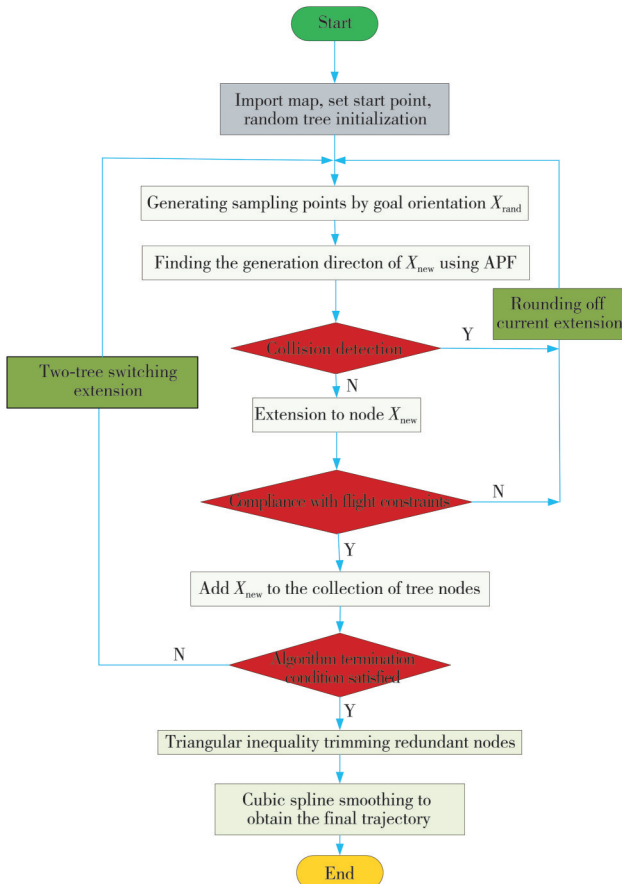 Start
Import map, set start point,
random tree initialization
Generating sampling points by goal orientation Xrand
Finding the generation directon of Xnew using APF
Rounding off
current extension
Collision detection
Y
Two-tree switching
extension
N
Extension to node Xnew
Compliance with flight constraints
N
Y
Add Xnew to the collection of tree nodes
N
Algorithm termination
condition satisfied
Y
Triangular inequality trimming redundant nodes
Cubic spline smoothing to
obtain the final trajectory
End